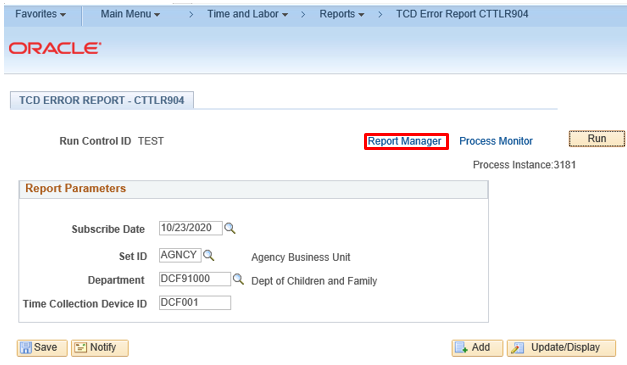 Favorites Main Menu > Time and Labor > Reports > TCD Error Report CTTLR904
ORACLE®
TCD ERROR REPORT - CTTLR904
Run Control ID TEST Report Manager Process Monitor Run
Process Instance:3181
Report Parameters
Subscribe Date 10/23/2020
Set ID AGNCY Agency Business Unit
Department DCF91000 Dept of Children and Family
Time Collection Device ID DCF001
Save Notify Add Update/Display